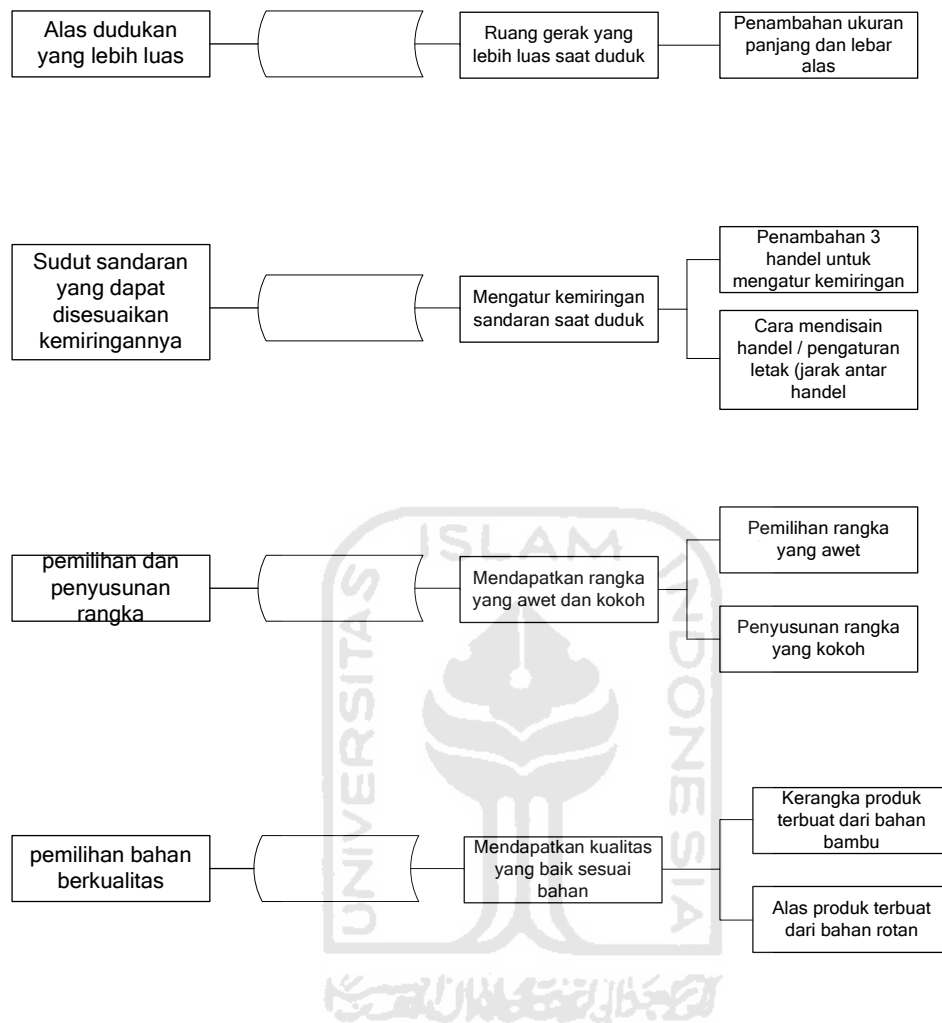 Alas dudukan
yang lebih luas
Ruang gerak yang
lebih luas saat duduk
Penambahan ukuran
panjang dan lebar
alas
Sudut sandaran
yang dapat
disesuaikan
kemiringannya
Mengatur kemiringan
sandaran saat duduk
Penambahan 3
handel untuk
mengatur kemiringan
Cara mendisain
handel / pengaturan
letak (jarak antar
handel
pemilihan dan
penyusunan
rangka
Mendapatkan rangka
yang awet dan kokoh
Pemilihan rangka
yang awet
Penyusunan rangka
yang kokoh
pemilihan bahan
berkualitas
Mendapatkan kualitas
yang baik sesuai
bahan
Kerangka produk
terbuat dari bahan
bambu
Alas produk terbuat
dari bahan rotan
UNIVERSITAS
ISLAM
INDONESIA